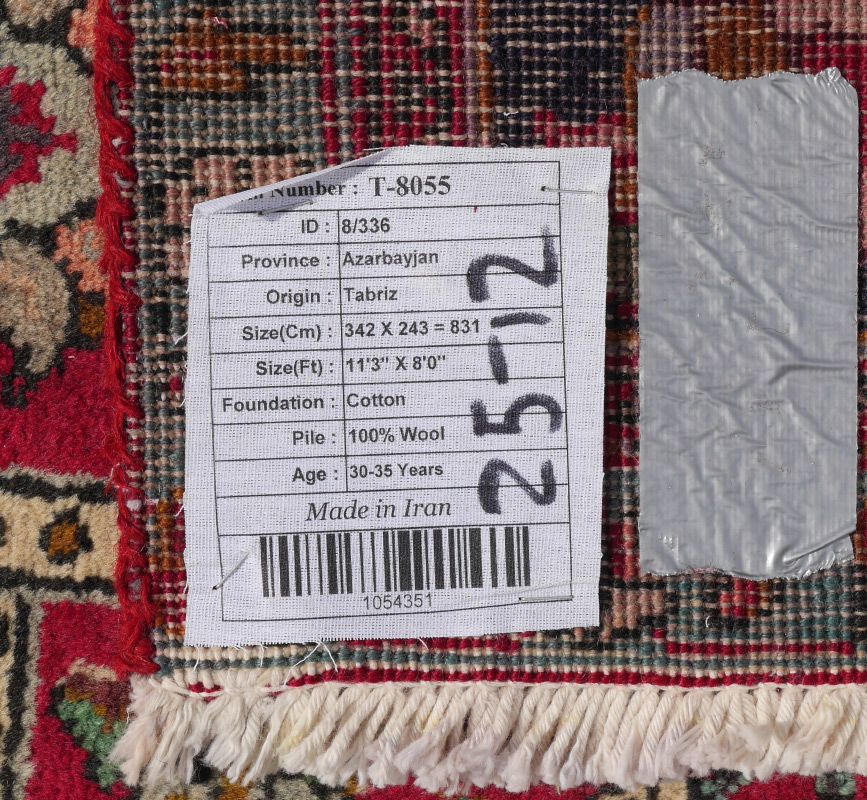 Number : T-8055
ID : 8/336
Province : Azarbayjan
Origin : Tabriz
Size(Cm) : 342 X 243 = 831
Size(Ft) : 11'3" X 8'0"
Foundation : Cotton
Pile : 100% Wool
Age : 30-35 Years
Made in Iran
1054351
25-12